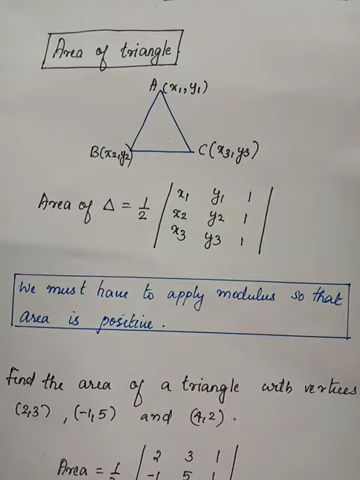 Area of triangle
A(x1, y1)
B(x2, y2) C(x3, y3)
Area of Δ = 1/2 | x1 y1 1 |
| x2 y2 1 |
| x3 y3 1 |
We must have to apply modulus so that
area is positive.
Find the area of a triangle with vertices
(2,3), (-1,5) and (4,2).
Area = 1/2 | 2 3 1 |
| -1 5 1 |